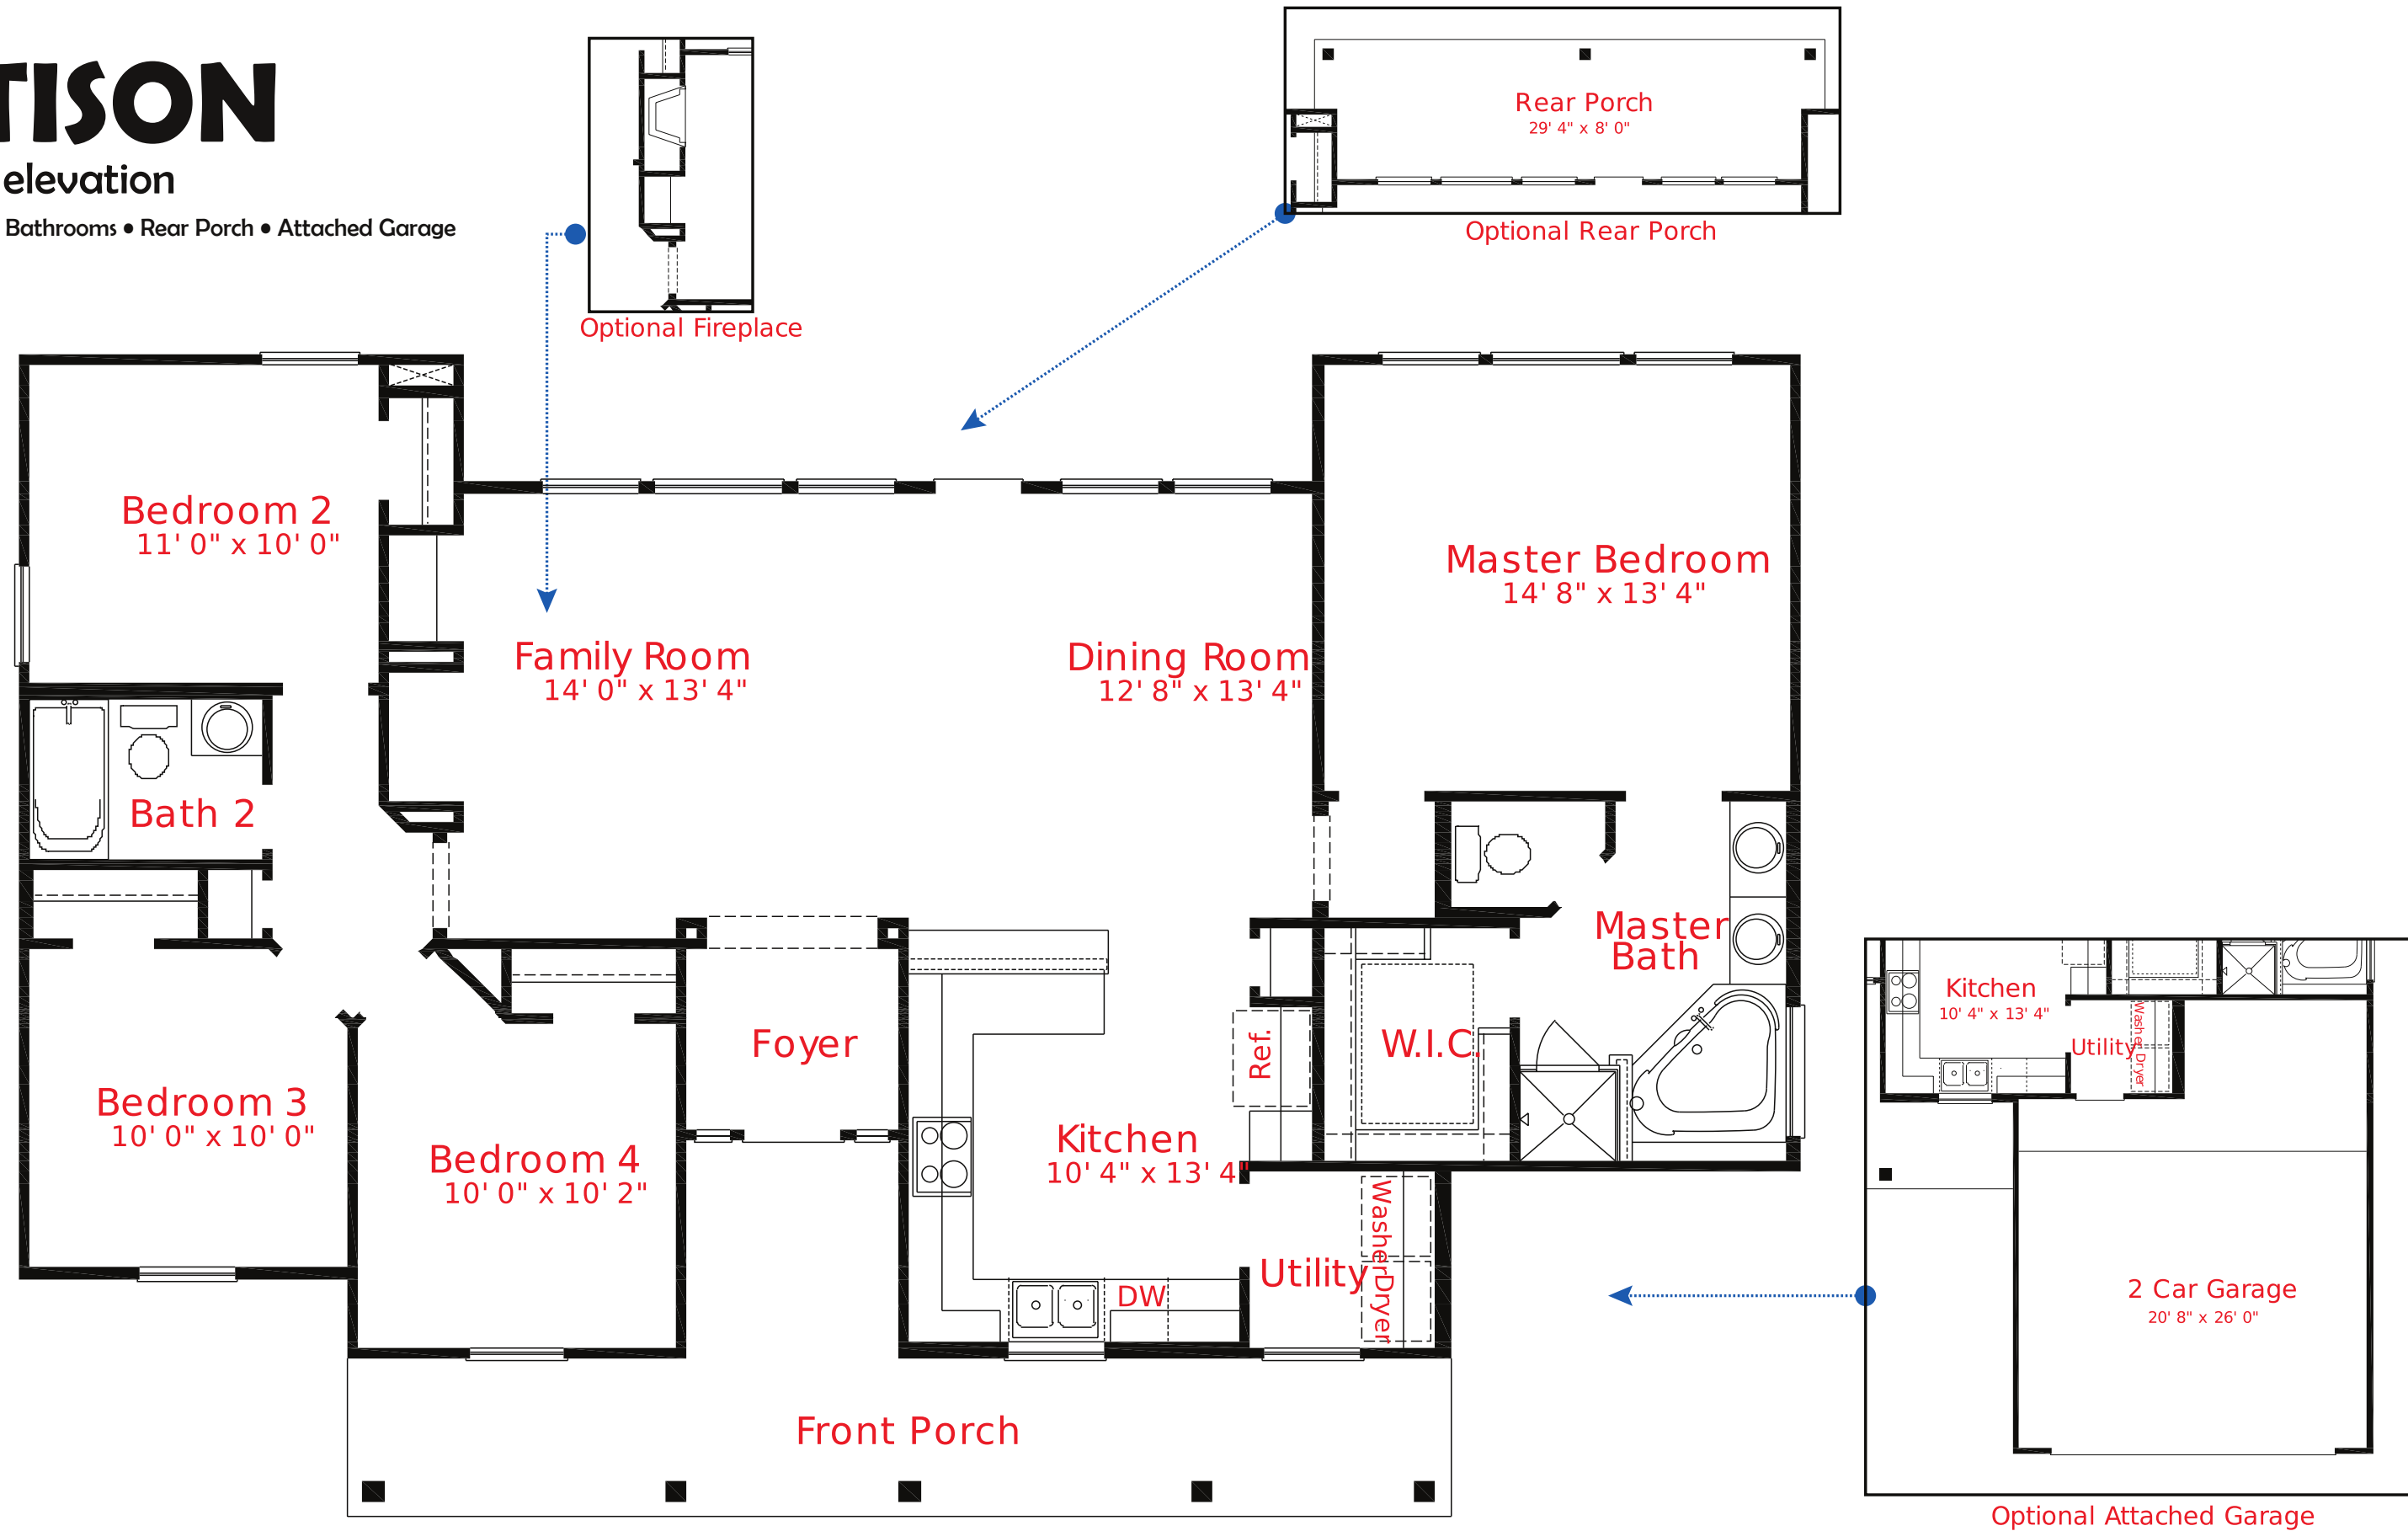 TISON
elevation
Bathrooms • Rear Porch • Attached Garage
Optional Fireplace
Rear Porch
29' 4" x 8' 0"
Optional Rear Porch
Bedroom 2
11' 0" x 10' 0"
Family Room
14' 0" x 13' 4"
Dining Room
12' 8" x 13' 4"
Master Bedroom
14' 8" x 13' 4"
Bath 2
Master
Bath
Foyer
Ref.
W.I.C.
Bedroom 3
10' 0" x 10' 0"
Bedroom 4
10' 0" x 10' 2"
Kitchen
10' 4" x 13' 4"
Utility
Washer
Dryer
DW
Front Porch
Kitchen
10' 4" x 13' 4"
Utility
Wash
Dryer
2 Car Garage
20' 8" x 26' 0"
Optional Attached Garage